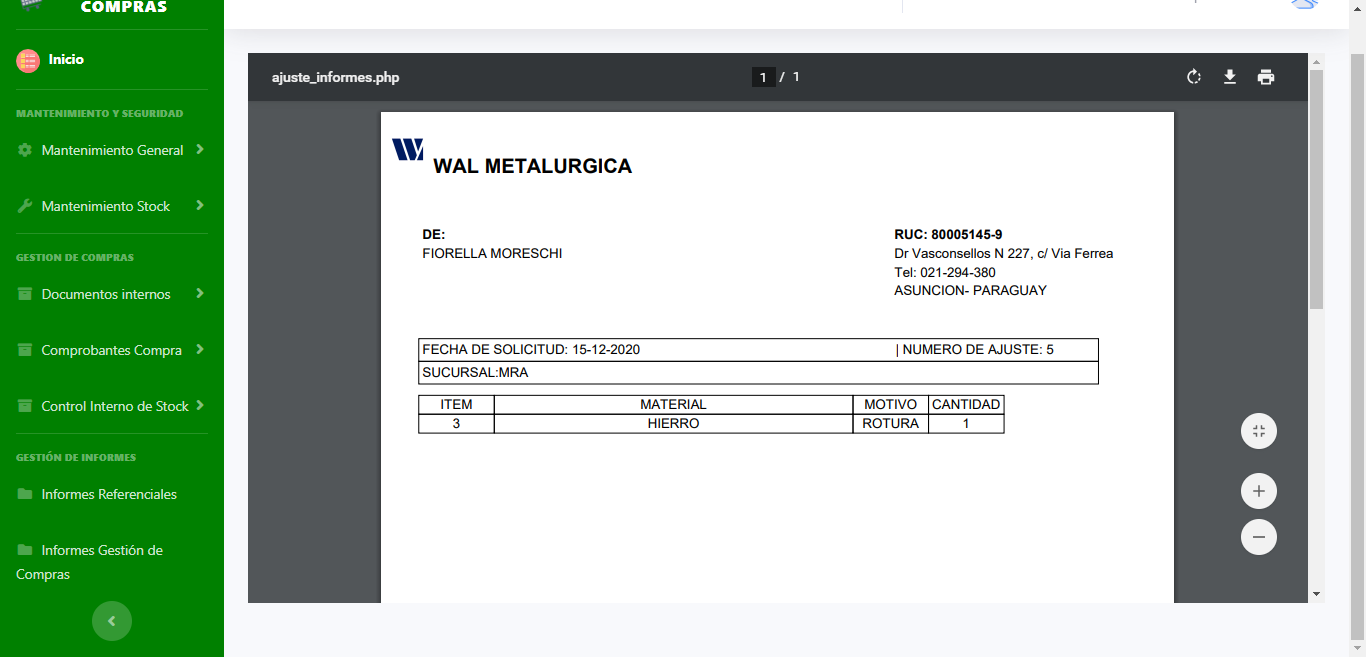 COMPRAS
Inicio
MANTENIMIENTO Y SEGURIDAD
Mantenimiento General
Mantenimiento Stock
GESTION DE COMPRAS
Documentos internos
Comprobantes Compra
Control Interno de Stock
GESTIÓN DE INFORMES
Informes Referenciales
Informes Gestión de
Compras
ajuste_informes.php
1 / 1
W WAL METALURGICA
DE:
FIORELLA MORESCHI
RUC: 80005145-9
Dr Vasconsellos N 227, c/ Via Ferrea
Tel: 021-294-380
ASUNCION- PARAGUAY
FECHA DE SOLICITUD: 15-12-2020 | NUMERO DE AJUSTE: 5
SUCURSAL:MRA
ITEM MATERIAL MOTIVO CANTIDAD
3 HIERRO ROTURA 1